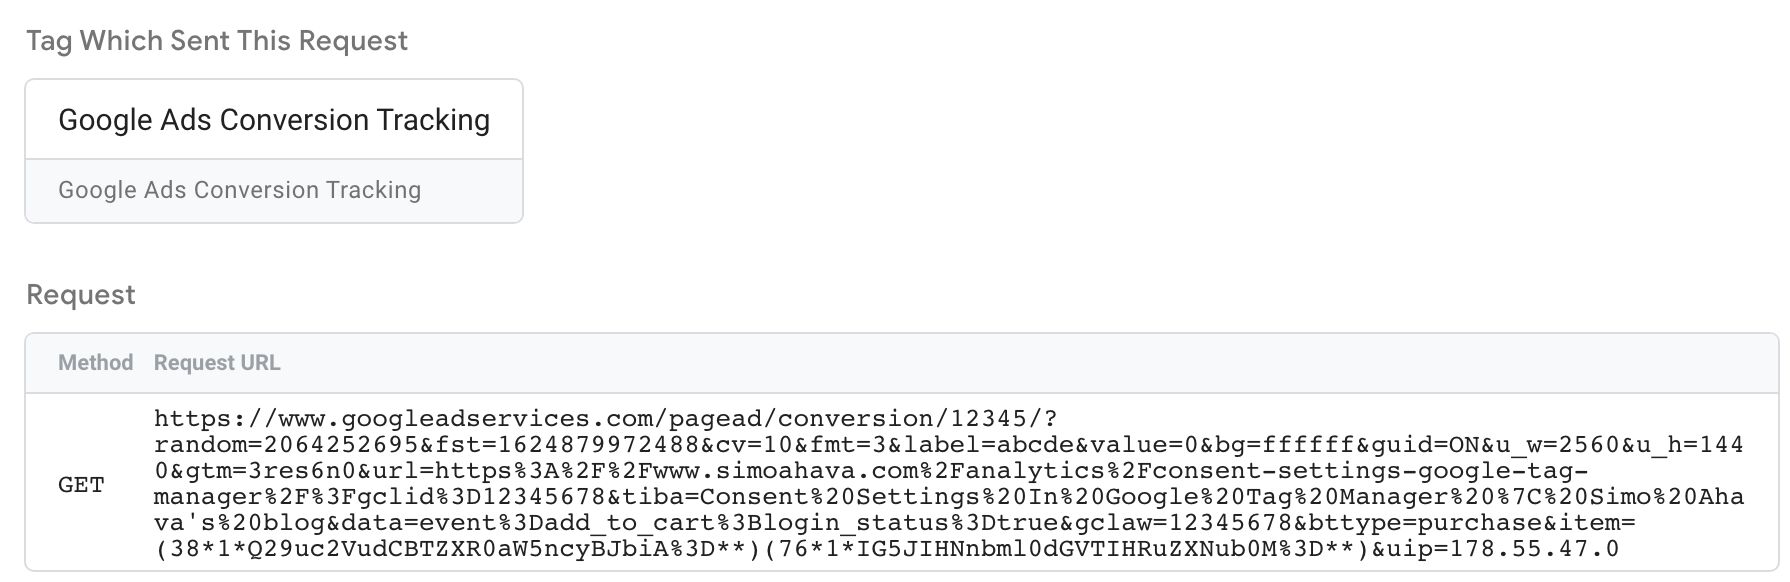 Tag Which Sent This Request
Google Ads Conversion Tracking
Google Ads Conversion Tracking
Request
Method Request URL
GET
https://www.googleadservices.com/pagead/conversion/12345/?
random=2064252695&fst=1624879972488&cv=10&fmt=3&label=abcde&value=0&bg=ffffff&guid=ON&u_w=2560&u_h=144
0&gtm=3res6n0&url=https%3A%2F%2Fwww.simoahava.com%2Fanalytics%2Fconsent-settings-google-tag-
manager%2F%3Fgclid%3D12345678&tiba=Consent%20Settings%20In%20Google%20Tag%20Manager%20%7C%20Simo%20Aha
va's%20blog&data=event%3Dadd_to_cart%3Blogin_status%3Dtrue&gclaw=12345678&bttype=purchase&item=
(38*1*Q29uc2VudCBTZXR0aW5ncyBJbiA%3D**)(76*1*IG5JIHNnbml0dGVTIHRuZXNub0M%3D**)&uip=178.55.47.0